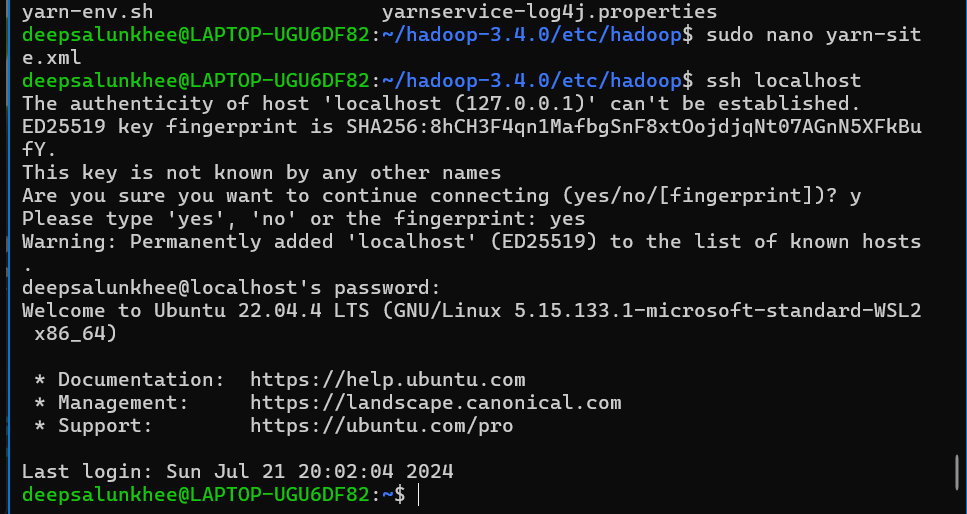 yarn-env.sh yarnservice-log4j.properties
deepsalunkhee@LAPTOP-UGU6DF82:~/hadoop-3.4.0/etc/hadoop$ sudo nano yarn-sit
e.xml
deepsalunkhee@LAPTOP-UGU6DF82:~/hadoop-3.4.0/etc/hadoop$ ssh localhost
The authenticity of host 'localhost (127.0.0.1)' can't be established.
ED25519 key fingerprint is SHA256:8hCH3F4qn1MafbgSnF8xtOojdjqNt07AGnN5XFkBu
fY.
This key is not known by any other names
Are you sure you want to continue connecting (yes/no/[fingerprint])? y
Please type 'yes', 'no' or the fingerprint: yes
Warning: Permanently added 'localhost' (ED25519) to the list of known hosts
.
deepsalunkhee@localhost's password:
Welcome to Ubuntu 22.04.4 LTS (GNU/Linux 5.15.133.1-microsoft-standard-WSL2
x86_64)
* Documentation: https://help.ubuntu.com
* Management: https://landscape.canonical.com
* Support: https://ubuntu.com/pro
Last login: Sun Jul 21 20:02:04 2024
deepsalunkhee@LAPTOP-UGU6DF82:~$